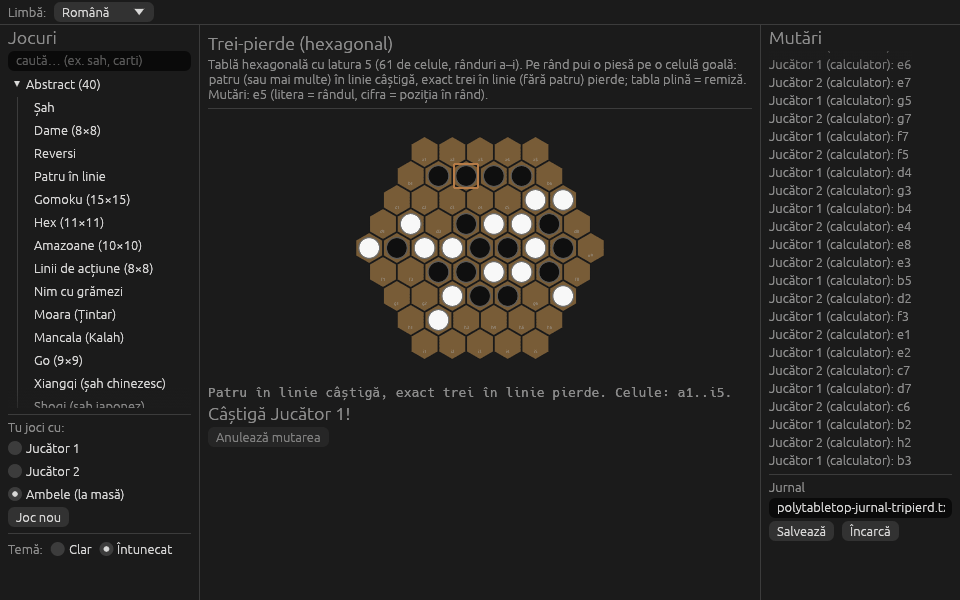 Limbă: Română
Jocuri
caută... (ex. sah, carti)
Abstract (40)
Șah
Dame (8×8)
Reversi
Patru în linie
Gomoku (15×15)
Hex (11×11)
Amazoane (10×10)
Linii de acțiune (8×8)
Nim cu grămezi
Moara (Țintar)
Mancala (Kalah)
Go (9×9)
Xiangqi (șah chinezesc)
Shogi (șah japonez)
Tu joci cu:
Jucător 1
Jucător 2
Ambele (la masă)
Joc nou
Temă: Clar Întunecat
Trei-pierde (hexagonal)
Tablă hexagonală cu latura 5 (61 de celule, rânduri a–i). Pe rând pui o piesă pe o celulă goală:
patru (sau mai multe) în linie câștigă, exact trei în linie (fără patru) pierde; tabla plină = remiză.
Mutări: e5 (litera = rândul, cifra = poziția în rând).
Patru în linie câștigă, exact trei în linie pierde. Celule: a1..i5.
Câștigă Jucător 1!
Anulează mutarea
Mutări
Jucător 1 (calculator): e6
Jucător 2 (calculator): e7
Jucător 1 (calculator): g5
Jucător 2 (calculator): g7
Jucător 1 (calculator): f7
Jucător 2 (calculator): f5
Jucător 1 (calculator): d4
Jucător 2 (calculator): g3
Jucător 1 (calculator): b4
Jucător 2 (calculator): e4
Jucător 1 (calculator): e8
Jucător 2 (calculator): e3
Jucător 1 (calculator): b5
Jucător 2 (calculator): d2
Jucător 1 (calculator): f3
Jucător 2 (calculator): e1
Jucător 1 (calculator): e2
Jucător 2 (calculator): c7
Jucător 1 (calculator): d7
Jucător 2 (calculator): c6
Jucător 1 (calculator): b2
Jucător 2 (calculator): h2
Jucător 1 (calculator): b3
Jurnal
polytabletop-jurnal-tripierd.t
Salvează Încarcă